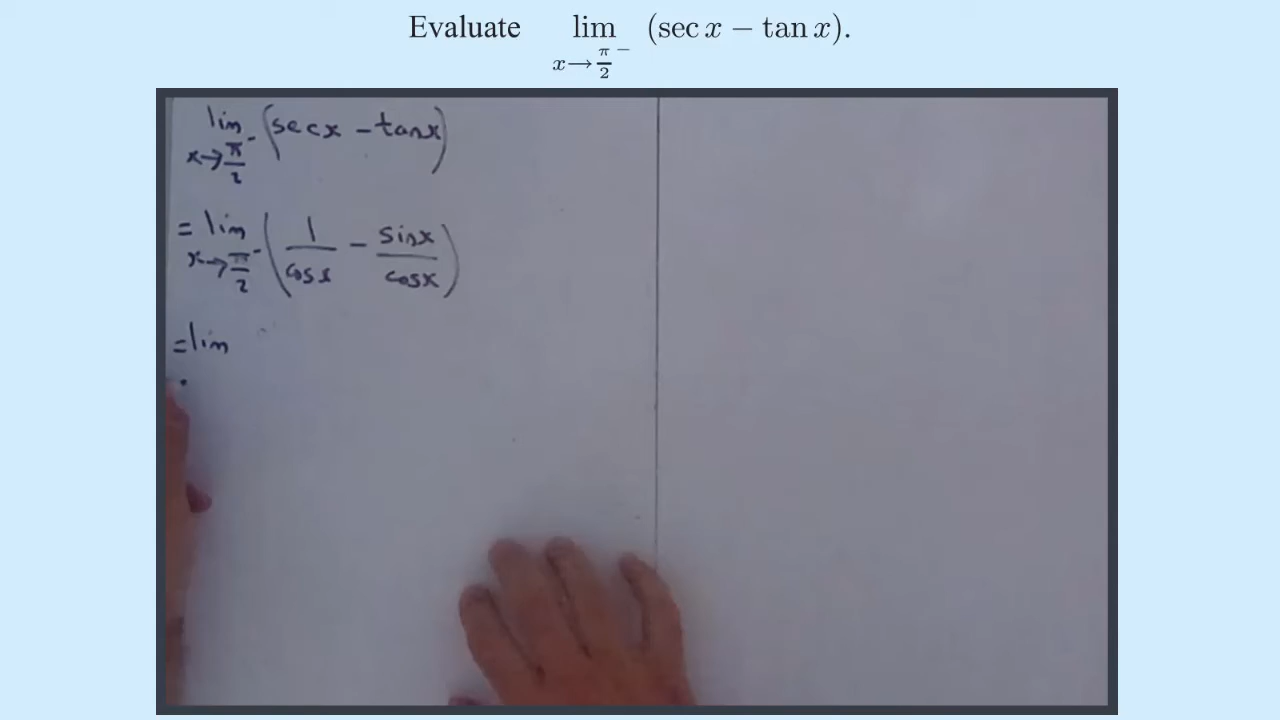 Evaluate lim x→π/2⁻ (sec x − tan x).
lim x→π/2⁻ (secx − tanx)
= lim x→π/2⁻ (1/cosx − sinx/cosx)
= lim